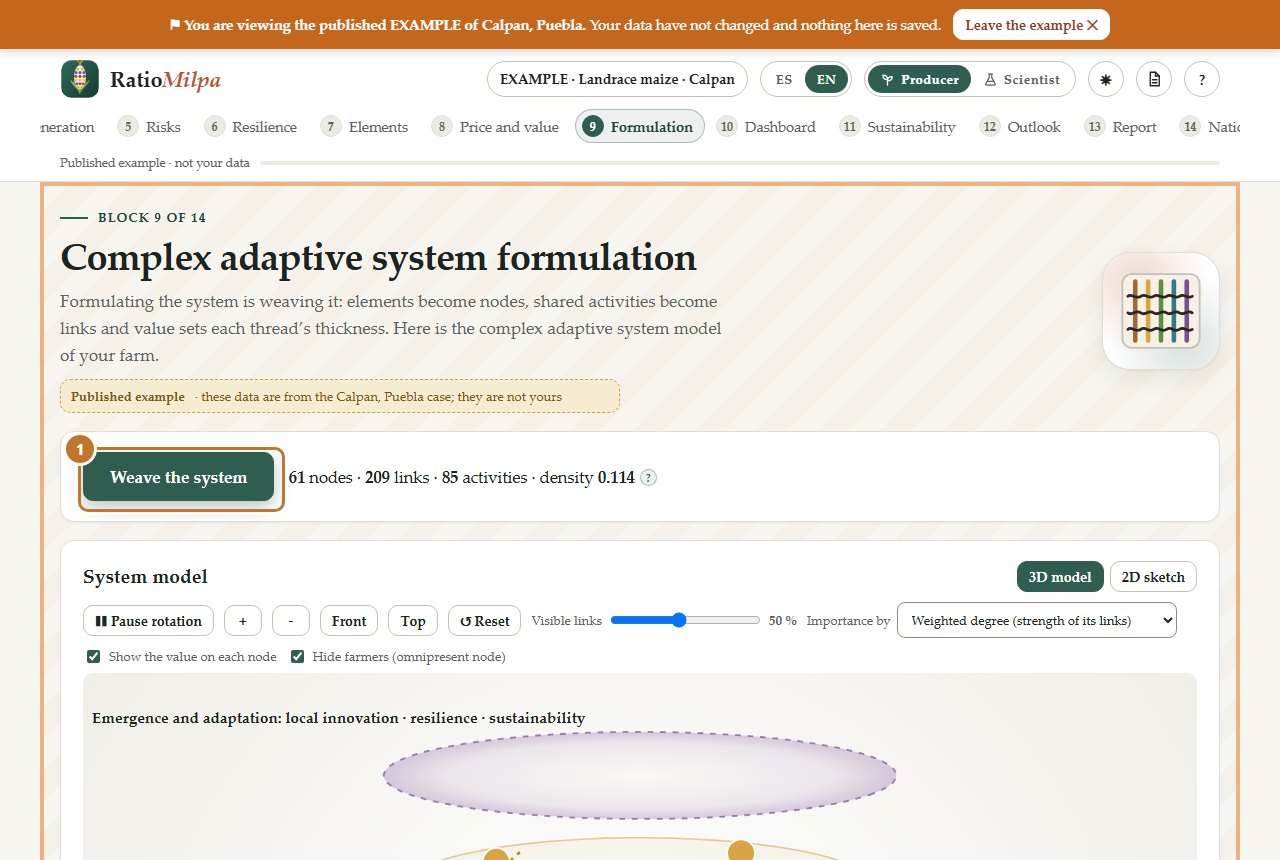 ⚑ You are viewing the published EXAMPLE of Calpan, Puebla. Your data have not changed and nothing here is saved. Leave the example ✕
RatioMilpa EXAMPLE · Landrace maize · Calpan ES EN Producer Scientist ?
neration 5 Risks 6 Resilience 7 Elements 8 Price and value 9 Formulation 10 Dashboard 11 Sustainability 12 Outlook 13 Report 14
Published example · not your data
BLOCK 9 OF 14
Complex adaptive system formulation
Formulating the system is weaving it: elements become nodes, shared activities become
links and value sets each thread’s thickness. Here is the complex adaptive system model
of your farm.
Published example · these data are from the Calpan, Puebla case; they are not yours
1
Weave the system 61 nodes · 209 links · 85 activities · density 0.114 ?
System model 3D model 2D sketch
Pause rotation + - Front Top ↺ Reset Visible links 50 % Importance by Weighted degree (strength of its links)
Show the value on each node Hide farmers (omnipresent node)
Emergence and adaptation: local innovation · resilience · sustainability